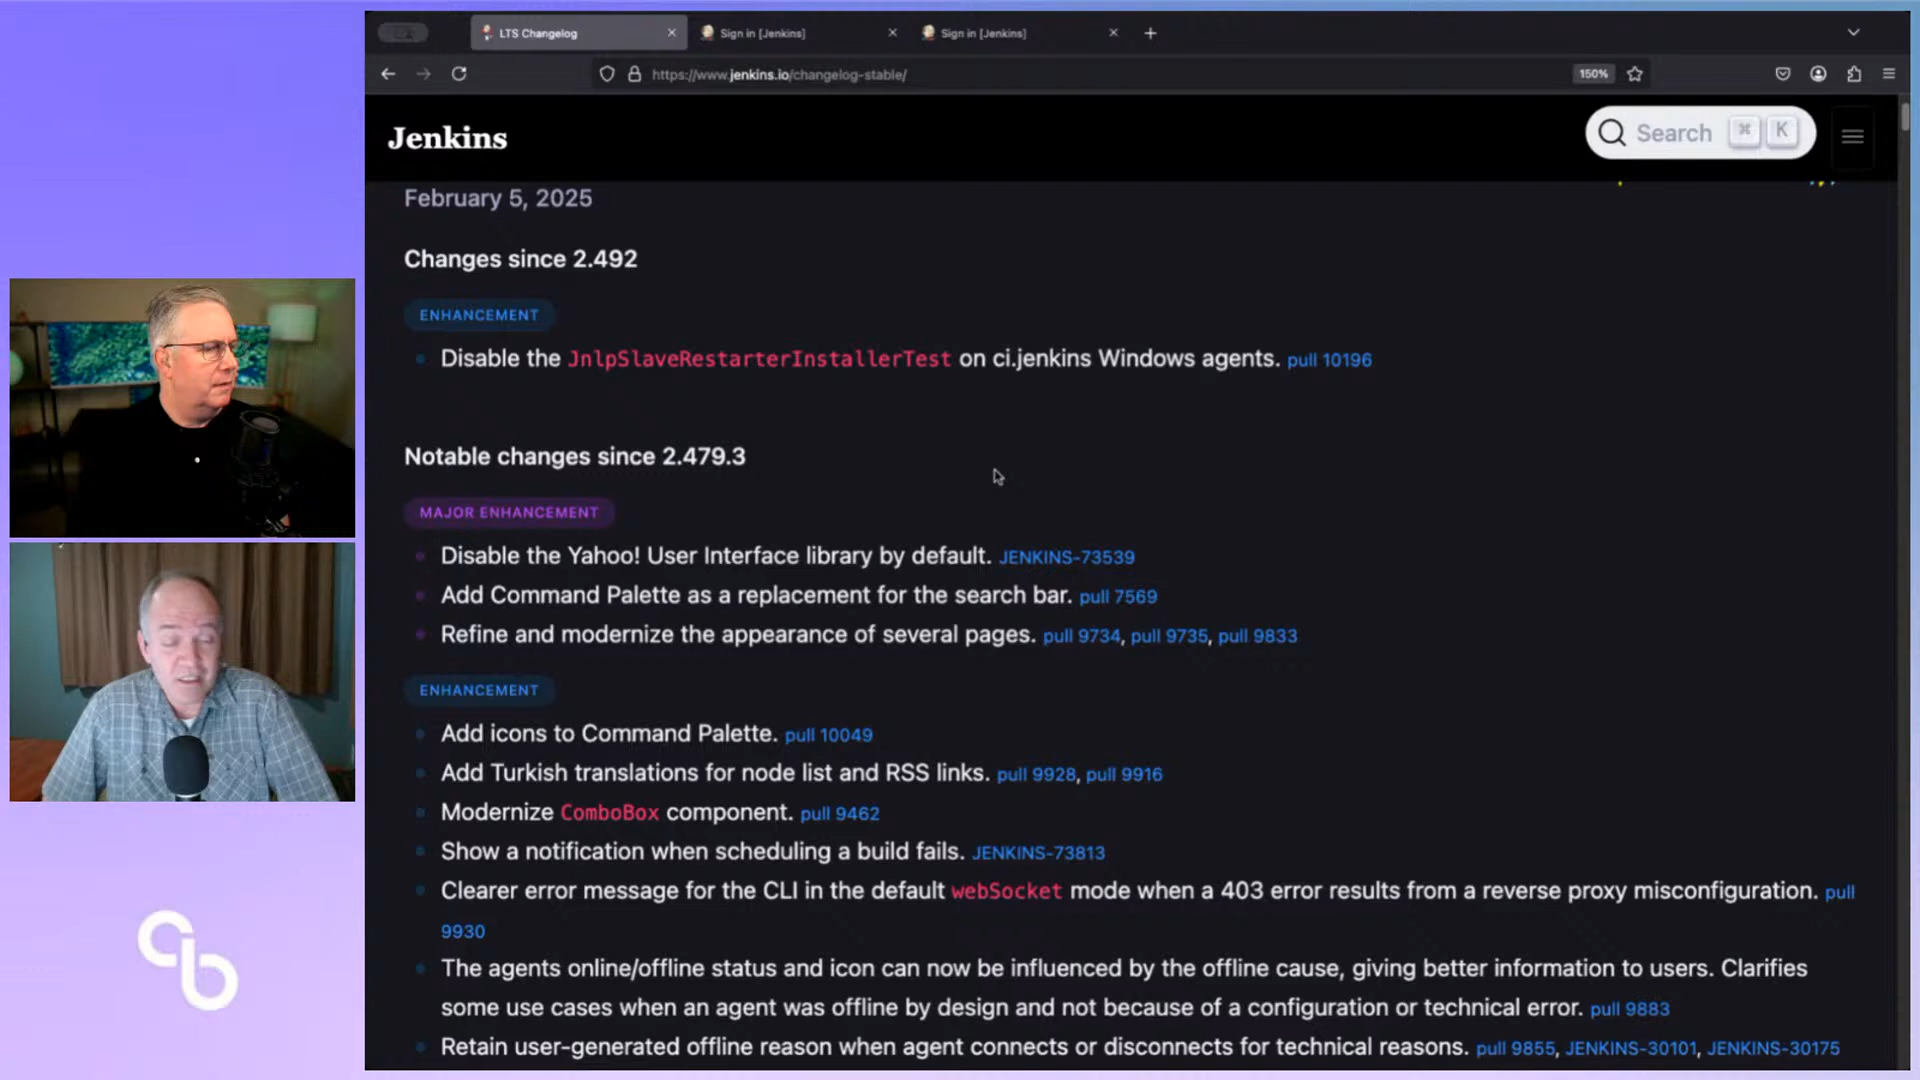 LTS Changelog
Sign in [Jenkins]
Sign in [Jenkins]
https://www.jenkins.io/changelog-stable/
150%
Jenkins
Search ⌘ K
February 5, 2025
Changes since 2.492
ENHANCEMENT
Disable the JnlpSlaveRestarterInstallerTest on ci.jenkins Windows agents. pull 10196
Notable changes since 2.479.3
MAJOR ENHANCEMENT
Disable the Yahoo! User Interface library by default. JENKINS-73539
Add Command Palette as a replacement for the search bar. pull 7569
Refine and modernize the appearance of several pages. pull 9734, pull 9735, pull 9833
ENHANCEMENT
Add icons to Command Palette. pull 10049
Add Turkish translations for node list and RSS links. pull 9928, pull 9916
Modernize ComboBox component. pull 9462
Show a notification when scheduling a build fails. JENKINS-73813
Clearer error message for the CLI in the default webSocket mode when a 403 error results from a reverse proxy misconfiguration. pull
9930
The agents online/offline status and icon can now be influenced by the offline cause, giving better information to users. Clarifies
some use cases when an agent was offline by design and not because of a configuration or technical error. pull 9883
Retain user-generated offline reason when agent connects or disconnects for technical reasons. pull 9855, JENKINS-30101, JENKINS-30175